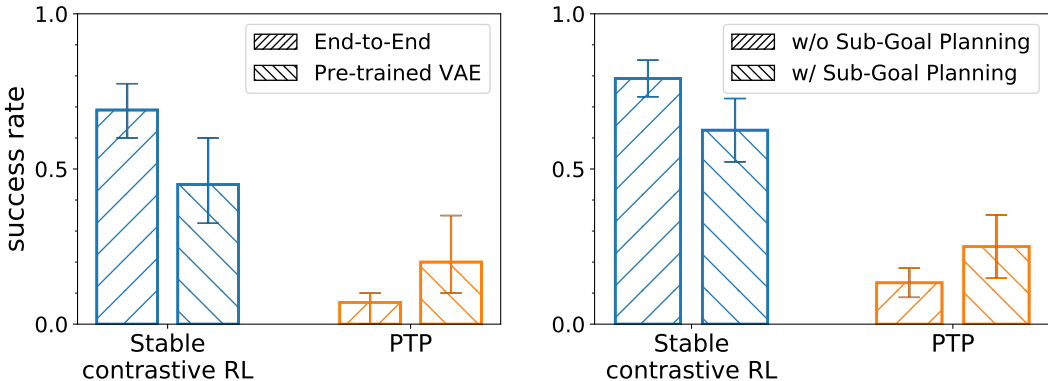 1.0
End-to-End
Pre-trained VAE
success rate
0.5
0.0
Stable
contrastive RL
PTP
1.0
w/o Sub-Goal Planning
w/ Sub-Goal Planning
0.5
0.0
Stable
contrastive RL
PTP